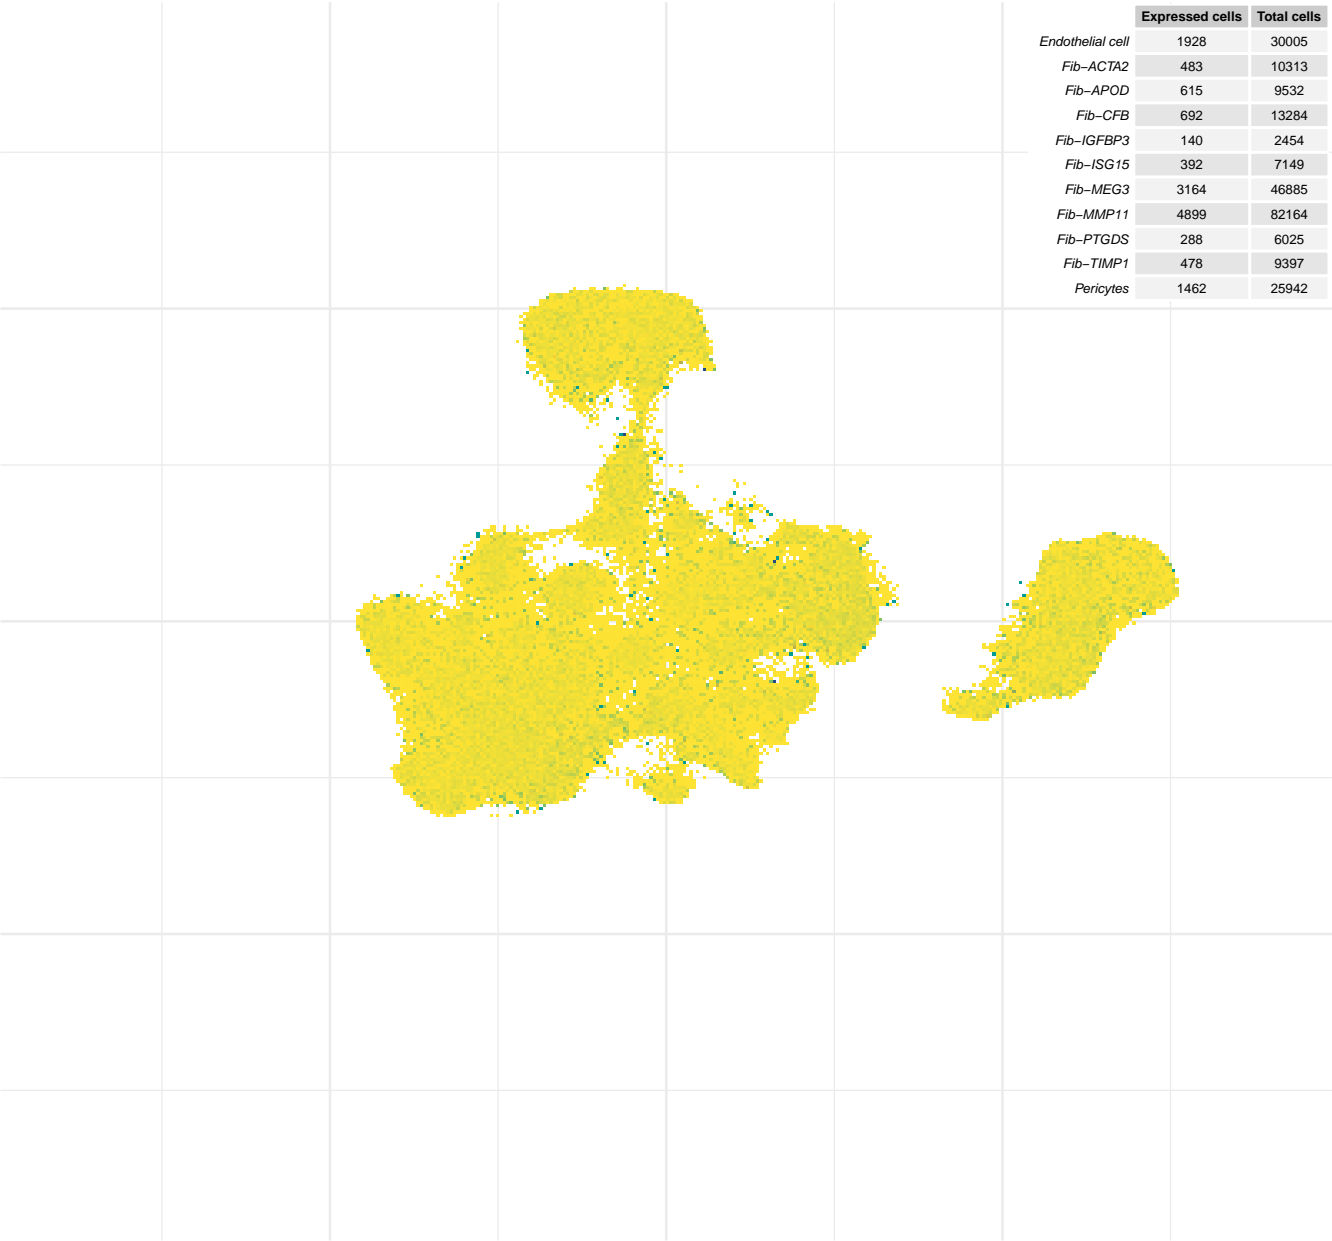 Expressed cells Total cells
Endothelial cell 1928 30005
Fib−ACTA2 483 10313
Fib−APOD 615 9532
Fib−CFB 692 13284
Fib−IGFBP3 140 2454
Fib−ISG15 392 7149
Fib−MEG3 3164 46885
Fib−MMP11 4899 82164
Fib−PTGDS 288 6025
Fib−TIMP1 478 9397
Pericytes 1462 25942